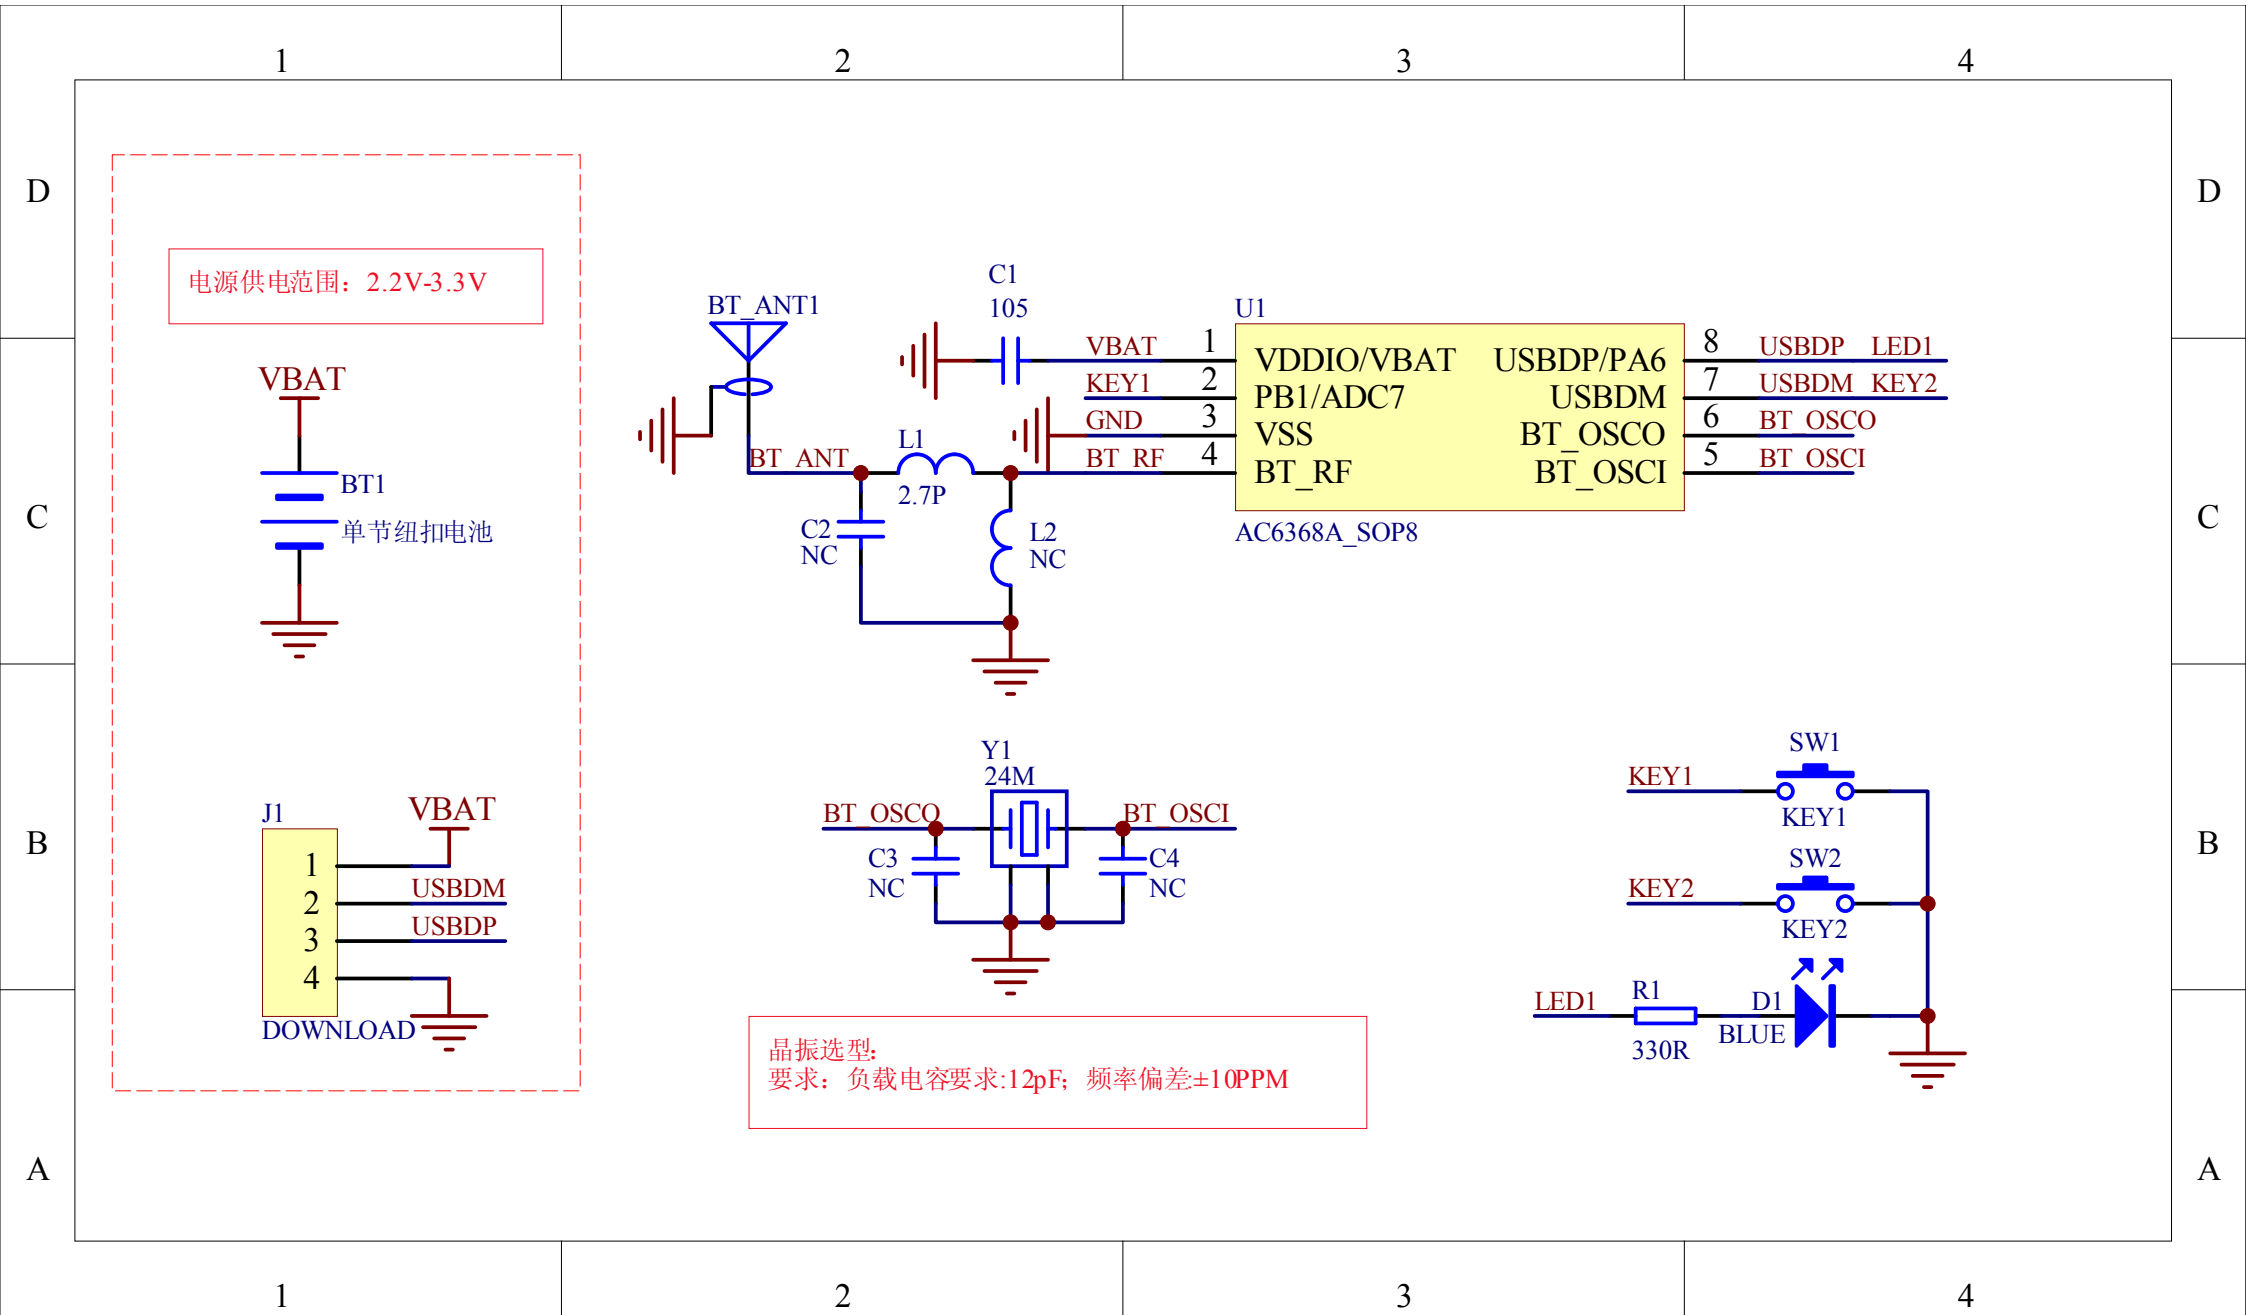 1 2 3 4
D D
电源供电范围：2.2V-3.3V
VBAT
BT1
单节纽扣电池
C C
BT_ANT1
C1
105
U1
VBAT 1 VDDIO/VBAT USBDP/PA6 8 USBDP LED1
KEY1 2 PB1/ADC7 USBDM 7 USBDM KEY2
GND 3 VSS BT_OSCO 6 BT_OSCO
BT_RF 4 BT_RF BT_OSCI 5 BT_OSCI
AC6368A_SOP8
BT_ANT
L1
2.7P
C2
NC
L2
NC
J1
VBAT
1
2 USBDM
3 USBDP
4
DOWNLOAD
B B
Y1
24M
BT_OSCO BT_OSCI
C3
NC
C4
NC
晶振选型:
要求：负载电容要求:12pF；频率偏差:±10PPM
SW1
KEY1
KEY1
SW2
KEY2
KEY2
LED1
R1
330R
D1
BLUE
A A
1 2 3 4